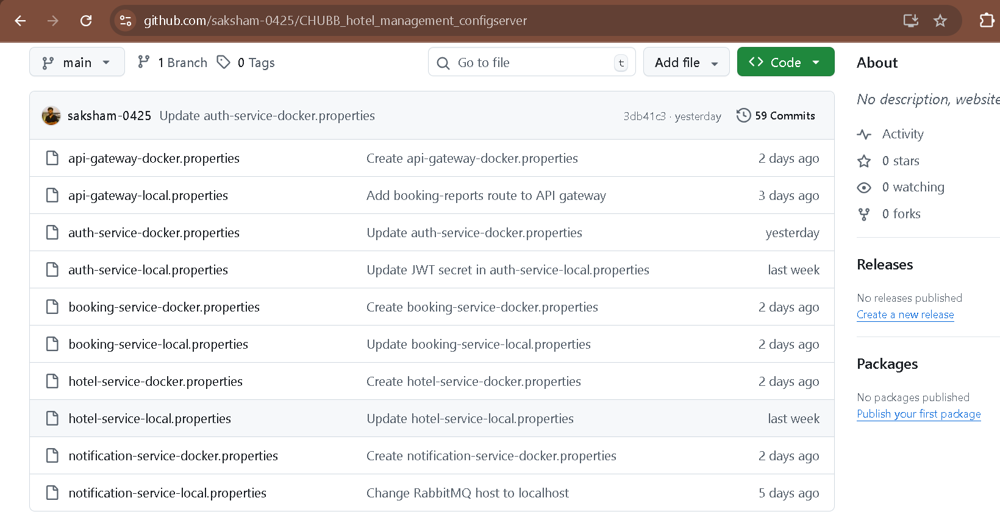 github.com/saksham-0425/CHUBB_hotel_management_configserver
main 1 Branch 0 Tags Go to file t Add file Code
saksham-0425 Update auth-service-docker.properties 3db41c3 · yesterday 59 Commits
api-gateway-docker.properties Create api-gateway-docker.properties 2 days ago
api-gateway-local.properties Add booking-reports route to API gateway 3 days ago
auth-service-docker.properties Update auth-service-docker.properties yesterday
auth-service-local.properties Update JWT secret in auth-service-local.properties last week
booking-service-docker.properties Create booking-service-docker.properties 2 days ago
booking-service-local.properties Update booking-service-local.properties 2 days ago
hotel-service-docker.properties Create hotel-service-docker.properties 2 days ago
hotel-service-local.properties Update hotel-service-local.properties last week
notification-service-docker.properties Create notification-service-docker.properties 2 days ago
notification-service-local.properties Change RabbitMQ host to localhost 5 days ago
About
No description, website
Activity
0 stars
0 watching
0 forks
Releases
No releases published
Create a new release
Packages
No packages published
Publish your first package